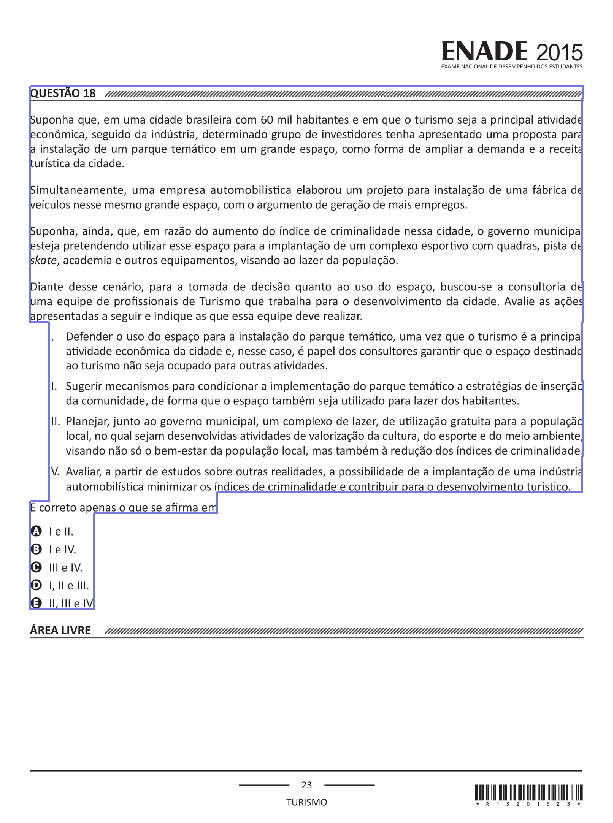 ENADE 2015
EXAME NACIONAL DE DESEMPENHO DOS ESTUDANTES
QUESTÃO 18
Suponha que, em uma cidade brasileira com 60 mil habitantes e em que o turismo seja a principal atividade
econômica, seguido da indústria, determinado grupo de investidores tenha apresentado uma proposta para
a instalação de um parque temático em um grande espaço, como forma de ampliar a demanda e a receita
turística da cidade.
Simultaneamente, uma empresa automobilística elaborou um projeto para instalação de uma fábrica de
veículos nesse mesmo grande espaço, com o argumento de geração de mais empregos.
Suponha, ainda, que, em razão do aumento do índice de criminalidade nessa cidade, o governo municipal
esteja pretendendo utilizar esse espaço para a implantação de um complexo esportivo com quadras, pista de
skate, academia e outros equipamentos, visando ao lazer da população.
Diante desse cenário, para a tomada de decisão quanto ao uso do espaço, buscou-se a consultoria de
uma equipe de profissionais de Turismo que trabalha para o desenvolvimento da cidade. Avalie as ações
apresentadas a seguir e indique as que essa equipe deve realizar.
I. Defender o uso do espaço para a instalação do parque temático, uma vez que o turismo é a principal
atividade econômica da cidade e, nesse caso, é papel dos consultores garantir que o espaço destinado
ao turismo não seja ocupado para outras atividades.
II. Sugerir mecanismos para condicionar a implementação do parque temático a estratégias de inserção
da comunidade, de forma que o espaço também seja utilizado para lazer dos habitantes.
III. Planejar, junto ao governo municipal, um complexo de lazer, de utilização gratuita para a população
local, no qual sejam desenvolvidas atividades de valorização da cultura, do esporte e do meio ambiente,
visando não só o bem-estar da população local, mas também à redução dos índices de criminalidade.
IV. Avaliar, a partir de estudos sobre outras realidades, a possibilidade de a implantação de uma indústria
automobilística minimizar os índices de criminalidade e contribuir para o desenvolvimento turístico.
É correto apenas o que se afirma em
A I e II.
B I e IV.
C III e IV.
D I, II e III.
E II, III e IV.
ÁREA LIVRE
23
TURISMO
*R13201523*